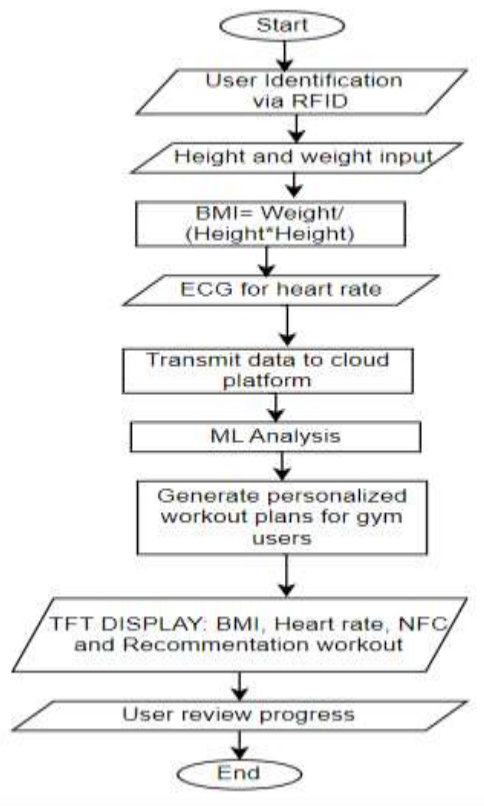 Start
User Identification
via RFID
Height and weight input
BMI= Weight/
(Height*Height)
ECG for heart rate
Transmit data to cloud
platform
ML Analysis
Generate personalized
workout plans for gym
users
TFT DISPLAY: BMI, Heart rate, NFC
and Recommentation workout
User review progress
End